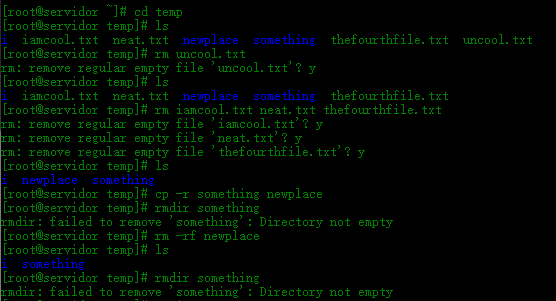 [root@servidor ~]# cd temp
[root@servidor temp]# ls
i  iamcool.txt  neat.txt  newplace  something  thefourthfile.txt  uncool.txt
[root@servidor temp]# rm uncool.txt
rm: remove regular empty file 'uncool.txt'? y
[root@servidor temp]# ls
i  iamcool.txt  neat.txt  newplace  something  thefourthfile.txt
[root@servidor temp]# rm iamcool.txt neat.txt thefourthfile.txt
rm: remove regular empty file 'iamcool.txt'? y
rm: remove regular empty file 'neat.txt'? y
rm: remove regular empty file 'thefourthfile.txt'? y
[root@servidor temp]# ls
i  newplace  something
[root@servidor temp]# cp -r something newplace
[root@servidor temp]# rmdir something
rmdir: failed to remove 'something': Directory not empty
[root@servidor temp]# rm -rf newplace
[root@servidor temp]# ls
i  something
[root@servidor temp]# rmdir something
rmdir: failed to remove 'something': Directory not empty